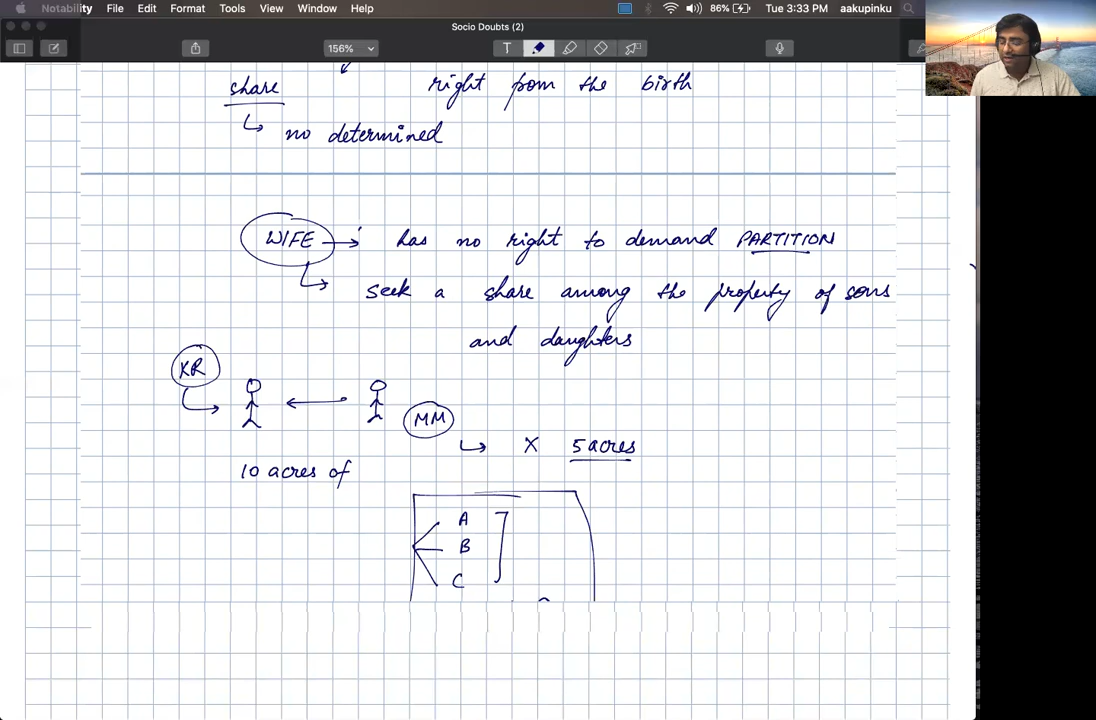 Notability File Edit Format Tools View Window Help 86% Tue 3:33 PM aakupinku
Socio Doubts (2)
156% T
share right from the birth
no determined
WIFE has no right to demand PARTITION
seek a share among the property of sons
and daughters
KR
MM
X 5 acres
10 acres of
A
B
C